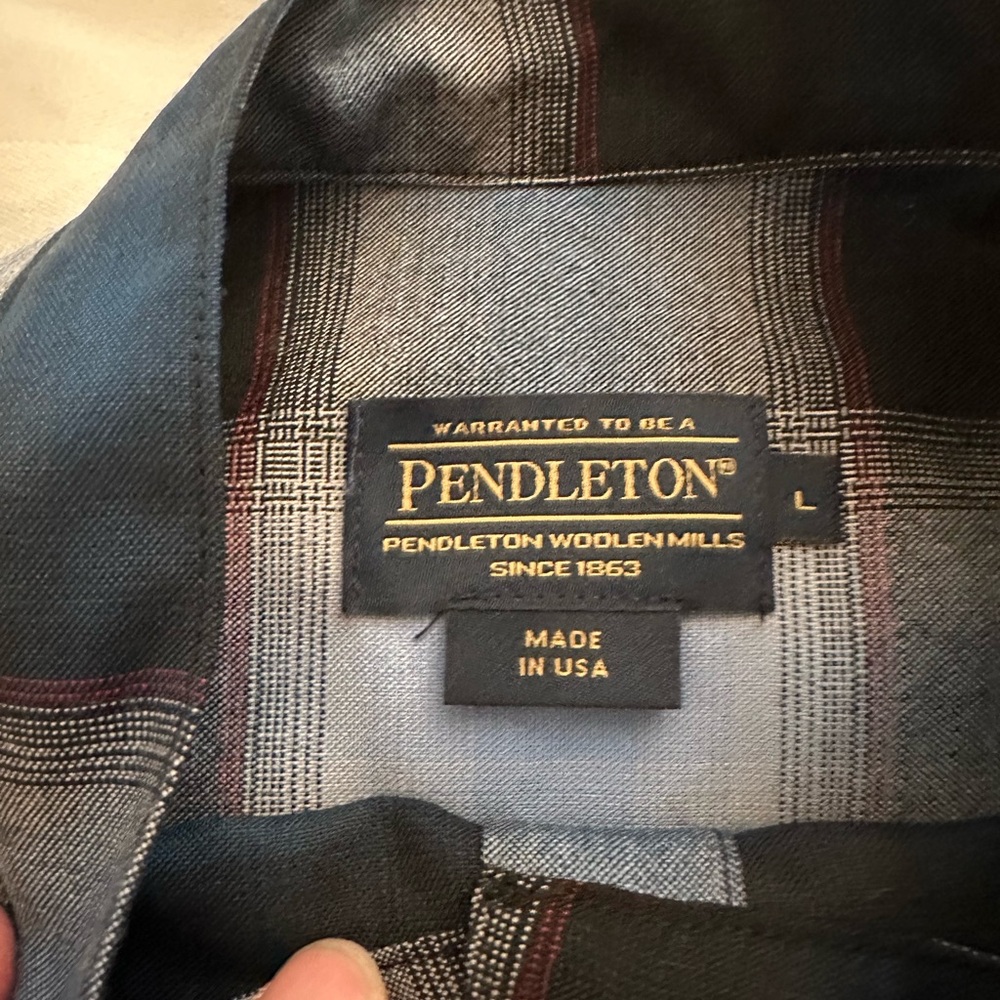 WARRANTED TO BE A
PENDLETON®
PENDLETON WOOLEN MILLS
SINCE 1863
L
MADE
IN USA